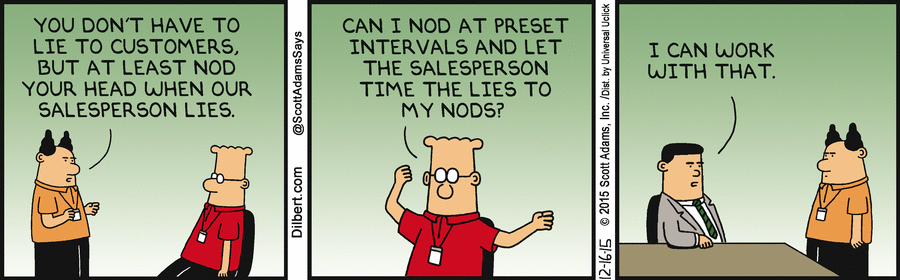 YOU DON'T HAVE TO
LIE TO CUSTOMERS,
BUT AT LEAST NOD
YOUR HEAD WHEN OUR
SALESPERSON LIES.
Dilbert.com @ScottAdamsSays
CAN I NOD AT PRESET
INTERVALS AND LET
THE SALESPERSON
TIME THE LIES TO
MY NODS?
12-16-15 © 2015 Scott Adams, Inc. /Dist. by Universal Uclick
I CAN WORK
WITH THAT.